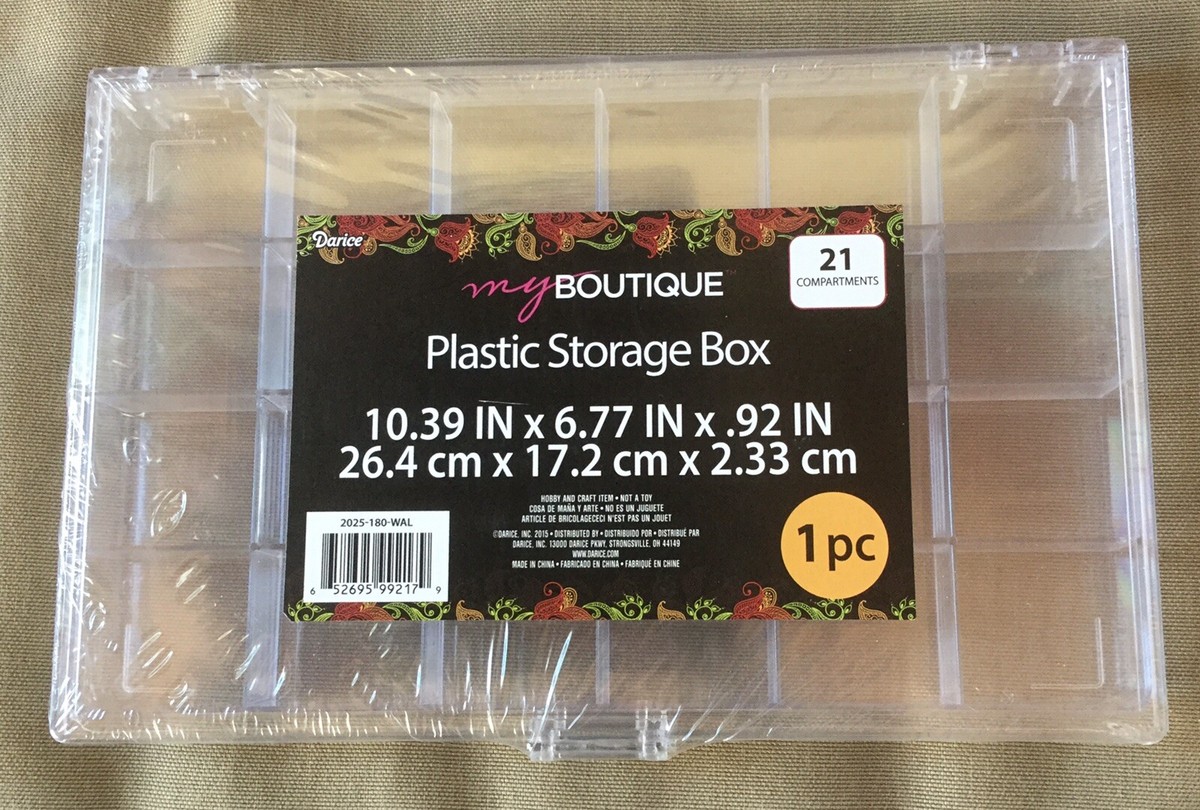 Darice
myBOUTIQUE™
21
COMPARTMENTS
Plastic Storage Box
10.39 IN x 6.77 IN x .92 IN
26.4 cm x 17.2 cm x 2.33 cm
HOBBY AND CRAFT ITEM • NOT A TOY
COSA DE MAÑA Y ARTE • NO ES UN JUGUETE
ARTICLE DE BRICOLAGECECI N'EST PAS UN JOUET
©DARICE, INC. 2015 • DISTRIBUTED BY • DISTRIBUIDO POR • DISTRIBUÉ PAR
DARICE, INC. 13000 DARICE PKWY, STRONGSVILLE, OH 44149
WWW.DARICE.COM
MADE IN CHINA • FABRICADO EN CHINA • FABRIQUÉ EN CHINE
2025-180-WAL
6 52695 99217 9
1 pc